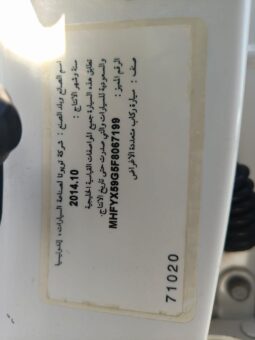 اسم الصانع وبلد الصنع : شركة تويوتا لصناعة السيارات ، إندونيسيا
سنة وشهر الإنتاج : 2014.10
تطابق هذه السيارة جميع المواصفات القياسية الخليجية
والسعودية للسيارات والتي صدرت حتى تاريخ الإنتاج.
الرقم المميز : MHFYX59G5F8067199
صنف : سيارة ركاب متعددة الأغراض
71020